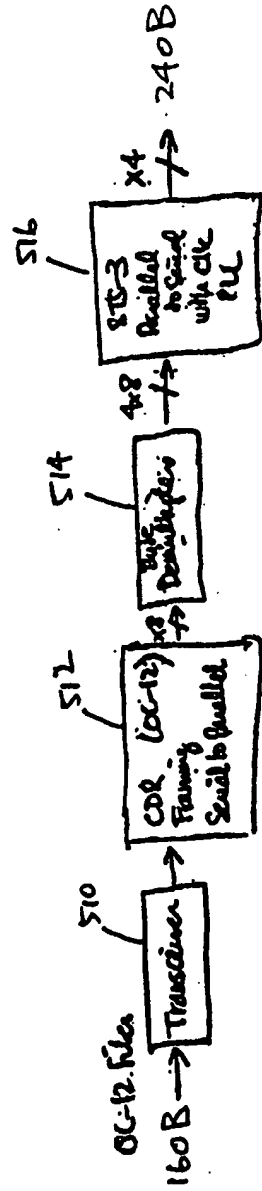 OC-12 Fiber
160B
510
Transceiver
512
CDR (OC-12)
Framing
Serial to Parallel
x8
514
Byte
Demultiplexer
4x8
516
STS-3
Parallel
to Serial
with Clk
PLL
x4
240B